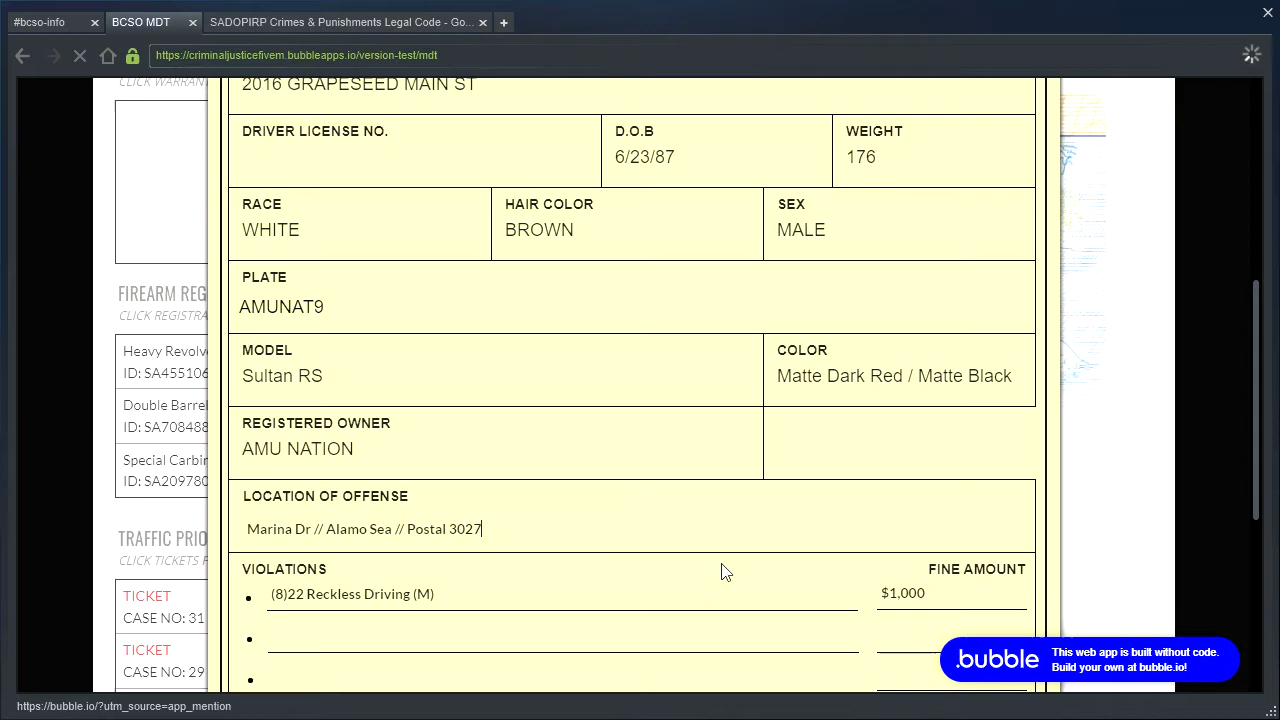 #bcso-info
BCSO MDT
SADOPIRP Crimes & Punishments Legal Code - Go...
https://criminaljusticefivem.bubbleapps.io/version-test/mdt
CLICK WARRAN
2016 GRAPESEED MAIN ST
DRIVER LICENSE NO.
D.O.B
WEIGHT
6/23/87
176
RACE
HAIR COLOR
SEX
WHITE
BROWN
MALE
PLATE
AMUNAT9
MODEL
COLOR
Sultan RS
Matte Dark Red / Matte Black
REGISTERED OWNER
AMU NATION
LOCATION OF OFFENSE
Marina Dr // Alamo Sea // Postal 3027
VIOLATIONS
FINE AMOUNT
(8)22 Reckless Driving (M)
$1,000
FIREARM REG
CLICK REGISTRA
Heavy Revolv
ID: SA455106
Double Barrel
ID: SA708488
Special Carbin
ID: SA209780
TRAFFIC PRIO
CLICK TICKETS F
TICKET
CASE NO: 31
TICKET
CASE NO: 29
.bubble
This web app is built without code.
Build your own at bubble.io!
https://bubble.io/?utm_source=app_mention